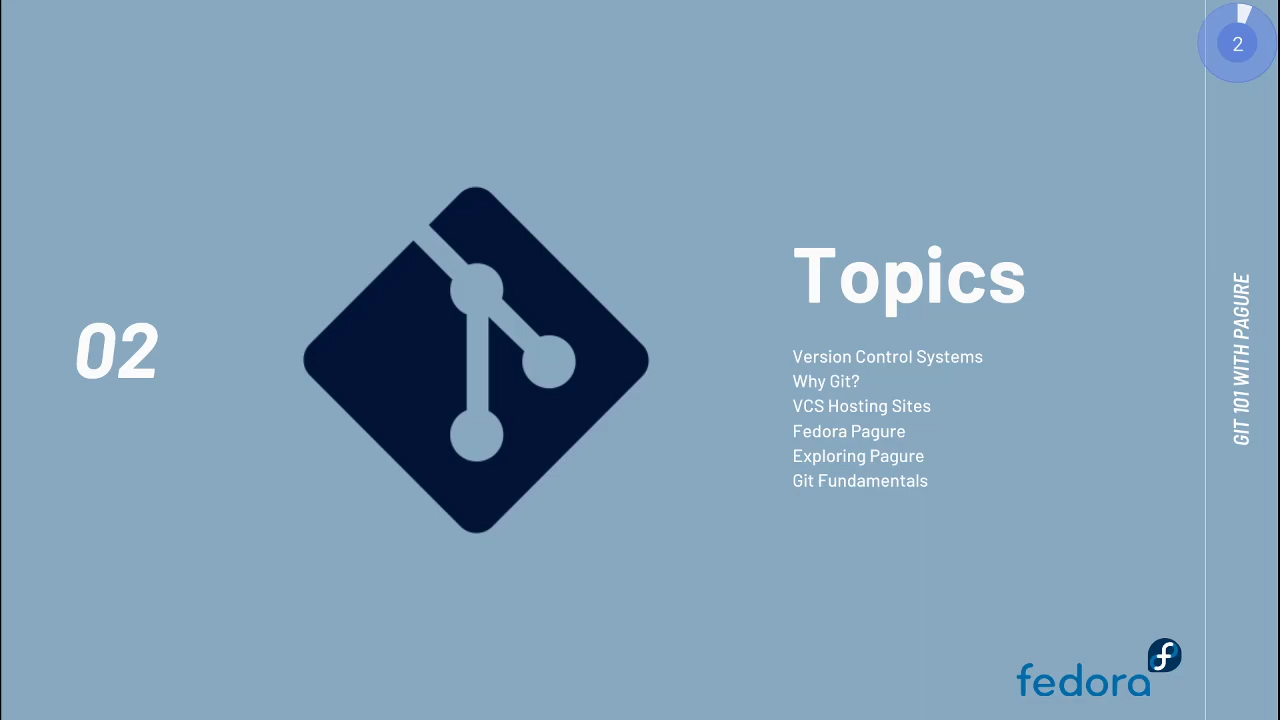 2
02
Topics
Version Control Systems
Why Git?
VCS Hosting Sites
Fedora Pagure
Exploring Pagure
Git Fundamentals
GIT 101 WITH PAGURE
fedora